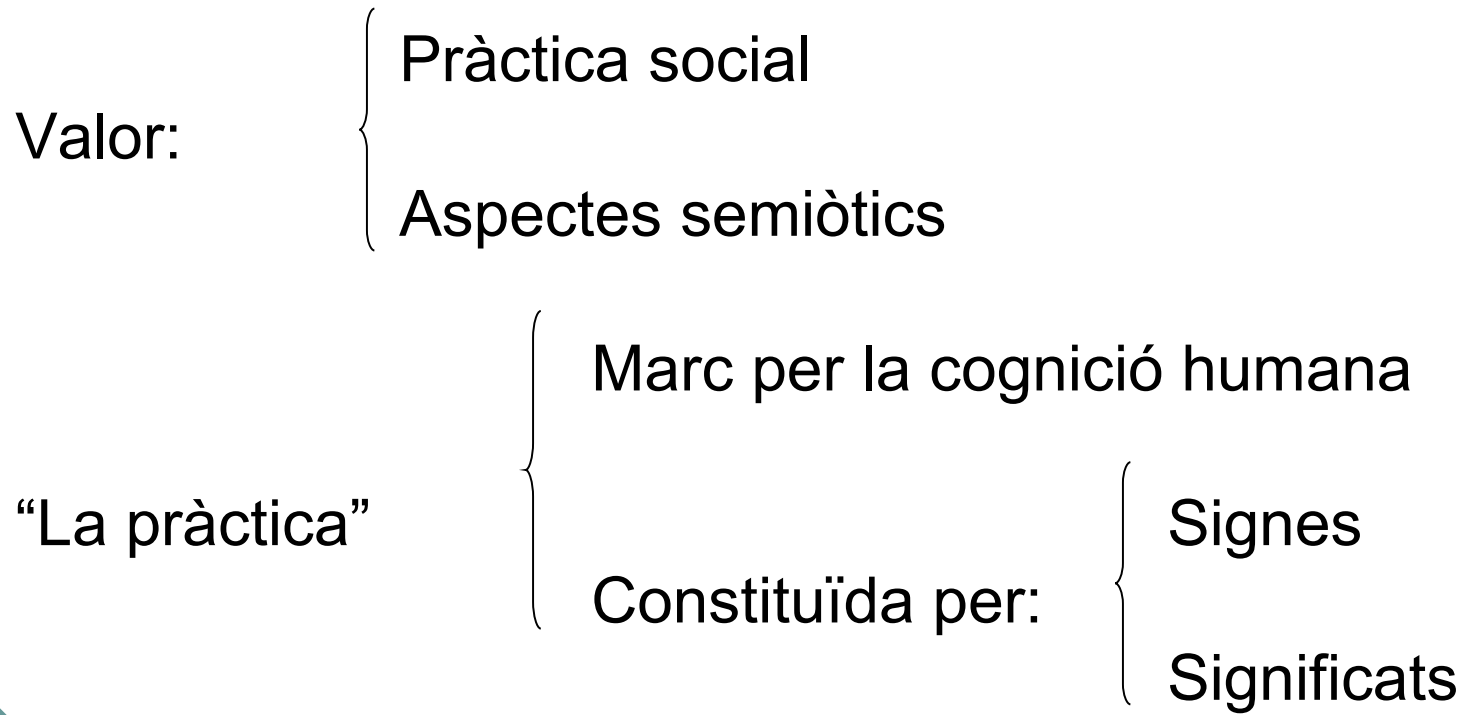 Pràctica social
Valor:
Aspectes semiòtics
Marc per la cognició humana
“La pràctica”
Signes
Constituïda per:
Significats